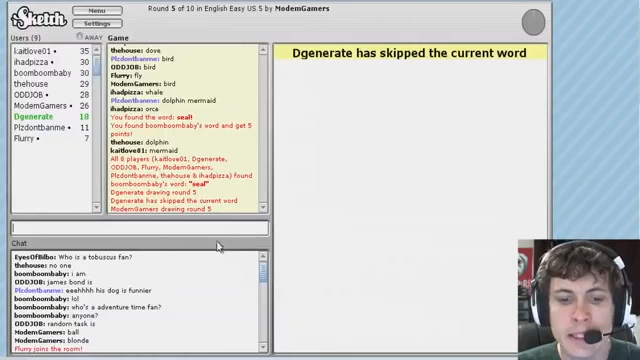 iSketch
Menu
Settings
Round 5 of 10 in English Easy US 5 by ModemGamers
Users (9)
AWAY
Game
kaitlove01 • 35
ihadpizza • 30
boomboombaby 30
thehouse 29
ODDJOB • 28
ModemGamers • 26
Dgenerate 18
Plzdontbanme • 11
Flurry • 7
thehouse: dove
Plzdontbanme: bird
ODDJOB: bird
Flurry: fly
ModemGamers: bird
ihadpizza: whale
Plzdontbanme: dolphin mermaid
ihadpizza: orca
You found the word: seal!
You found boomboombaby's word and get 5
points!
thehouse: dolphin
kaitlove01: mermaid
All 8 players (kaitlove01, Dgenerate,
ODDJOB, Flurry, ModemGamers,
Plzdontbanme, thehouse & ihadpizza) found
boomboombaby's word: "seal"
Dgenerate drawing round 5
Dgenerate has skipped the current word
ModemGamers drawing round 5
Dgenerate has skipped the current word
Chat
EyesOfBilbo: Who is a tobuscus fan?
thehouse: no one
boomboombaby: i am
ODDJOB: james bond is
Plzdontbanme: eeehhhh his dog is funnier
boomboombaby: lol
boomboombaby: who's a adventure time fan?
boomboombaby: anyone?
ODDJOB: random task is
ModemGamers: ball
ModemGamers: blonde
Flurry joins the room!